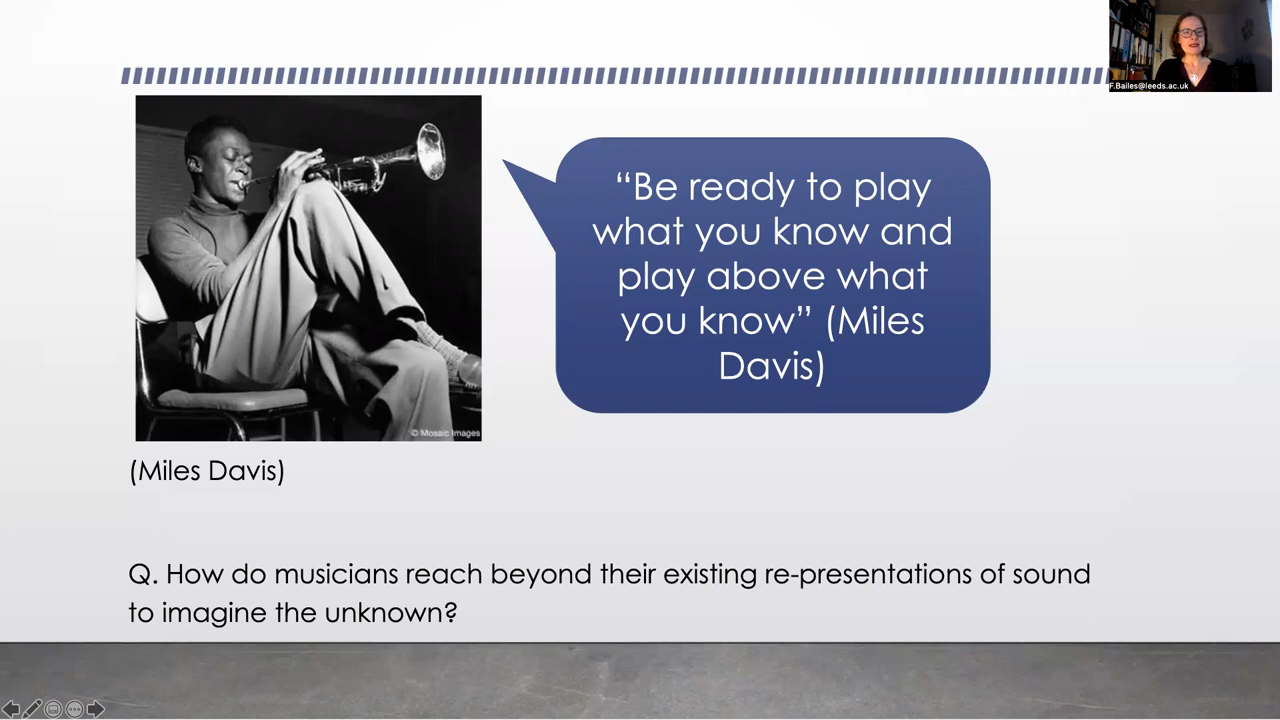 F.Bailes@leeds.ac.uk
“Be ready to play
what you know and
play above what
you know” (Miles
Davis)
© Mosaic Images
(Miles Davis)
Q. How do musicians reach beyond their existing re-presentations of sound
to imagine the unknown?